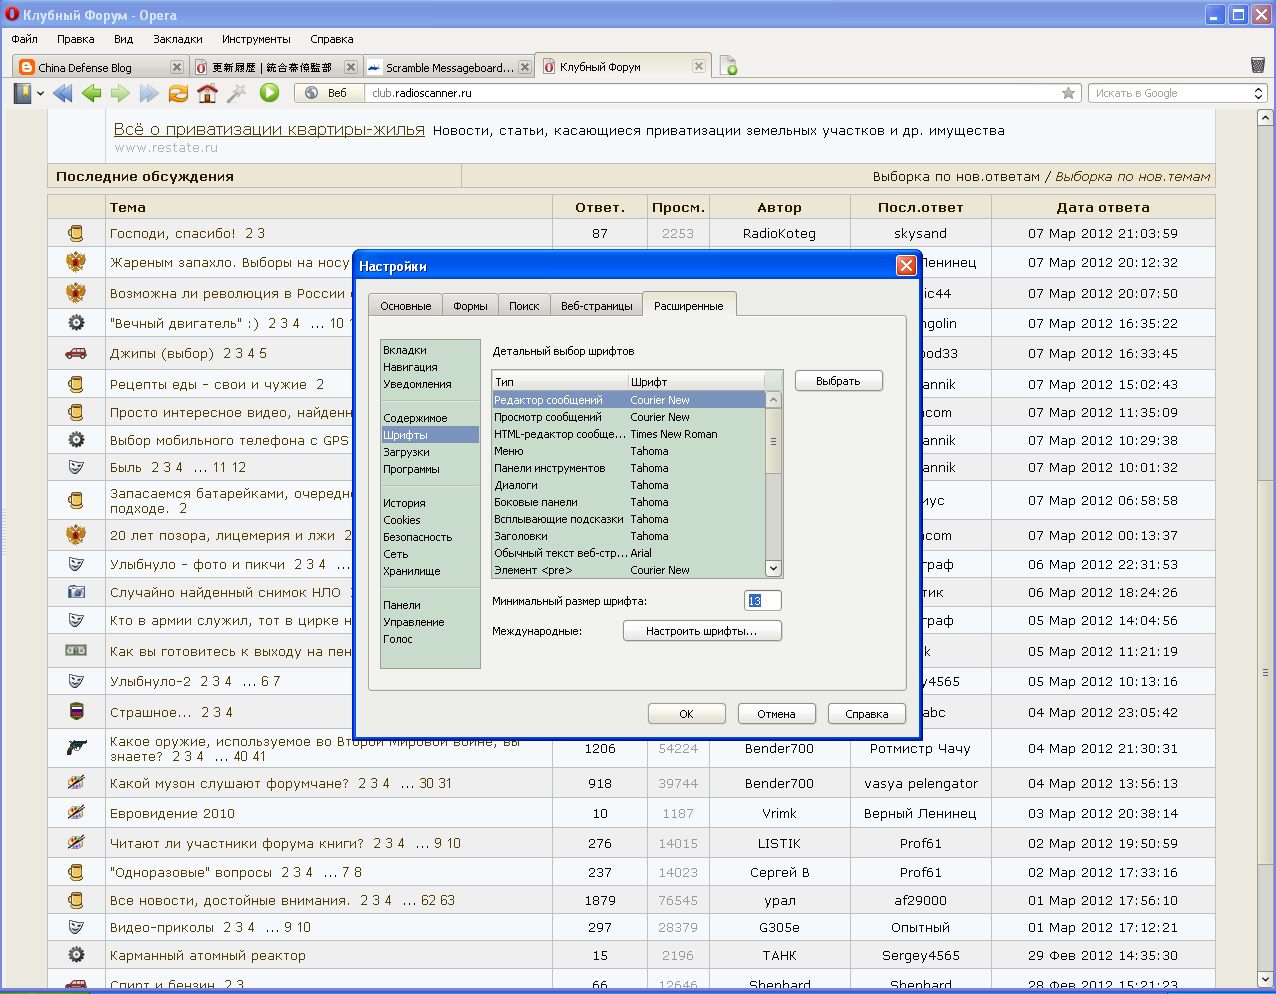 Клубный Форум - Opera
Файл Правка Вид Закладки Инструменты Справка
China Defense Blog 更新履歴 | 統合幕僚監部 Scramble Messageboard... Клубный Форум
Веб club.radioscanner.ru Искать в Google
Всё о приватизации квартиры-жилья Новости, статьи, касающиеся приватизации земельных участков и др. имущества
www.restate.ru
Последние обсуждения Выборка по нов.ответам / Выборка по нов.темам
Тема Ответ. Просм. Автор Посл.ответ Дата ответа
Господи, спасибо! 2 3 87 2253 RadioKoteg skysand 07 Мар 2012 21:03:59
Жареным запахло. Выборы на носу Ленинец 07 Мар 2012 20:12:32
Возможна ли революция в России ic44 07 Мар 2012 20:07:50
"Вечный двигатель" :) 2 3 4 ... 10 1 ngolin 07 Мар 2012 16:35:22
Джипы (выбор) 2 3 4 5 ood33 07 Мар 2012 16:33:45
Рецепты еды - свои и чужие 2 annik 07 Мар 2012 15:02:43
Просто интересное видео, найденн com 07 Мар 2012 11:35:09
Выбор мобильного телефона с GPS annik 07 Мар 2012 10:29:38
Быль 2 3 4 ... 11 12 annik 07 Мар 2012 10:01:32
Запасаемся батарейками, очередно
подходе. 2 иус 07 Мар 2012 06:58:58
20 лет позора, лицемерия и лжи 2 com 07 Мар 2012 00:13:37
Улыбнуло - фото и пикчи 2 3 4 ... граф 06 Мар 2012 22:31:53
Случайно найденный снимок НЛО тик 06 Мар 2012 18:24:26
Кто в армии служил, тот в цирке н граф 05 Мар 2012 14:04:56
Как вы готовитесь к выходу на пен k 05 Мар 2012 11:21:19
Улыбнуло-2 2 3 4 ... 6 7 y4565 05 Мар 2012 10:13:16
Страшное... 2 3 4 abc 04 Мар 2012 23:05:42
Какое оружие, используемое во Второй Мировой войне, вы
знаете? 2 3 4 ... 40 41 1206 54224 Bender700 Ротмистр Чачу 04 Мар 2012 21:30:31
Какой музон слушают форумчане? 2 3 4 ... 30 31 918 39744 Bender700 vasya pelengator 04 Мар 2012 13:56:13
Евровидение 2010 10 1187 Vrimk Верный Ленинец 03 Мар 2012 20:38:14
Читают ли участники форума книги? 2 3 4 ... 9 10 276 14015 LISTIK Prof61 02 Мар 2012 19:50:59
"Одноразовые" вопросы 2 3 4 ... 7 8 237 14023 Сергей В Prof61 02 Мар 2012 17:33:16
Все новости, достойные внимания. 2 3 4 ... 62 63 1879 76545 урал af29000 01 Мар 2012 17:56:10
Видео-приколы 2 3 4 ... 9 10 297 28379 G305e Опытный 01 Мар 2012 17:12:21
Карманный атомный реактор 15 2196 ТАНК Sergey4565 29 Фев 2012 14:35:30
Спирт и бензин 2 3 66 12646 Shephard Shephard 28 Фев 2012 15:21:23
Настройки
Основные Формы Поиск Веб-страницы Расширенные
Вкладки
Навигация
Уведомления
Содержимое
Шрифты
Загрузки
Программы
История
Cookies
Безопасность
Сеть
Хранилище
Панели
Управление
Голос
Детальный выбор шрифтов
Тип Шрифт
Редактор сообщений Courier New
Просмотр сообщений Courier New
HTML-редактор сообще... Times New Roman
Меню Tahoma
Панели инструментов Tahoma
Диалоги Tahoma
Боковые панели Tahoma
Всплывающие подсказки Tahoma
Заголовки Tahoma
Обычный текст веб-стр... Arial
Элемент <pre> Courier New
Выбрать
Минимальный размер шрифта: 13
Международные: Настроить шрифты...
OK Отмена Справка